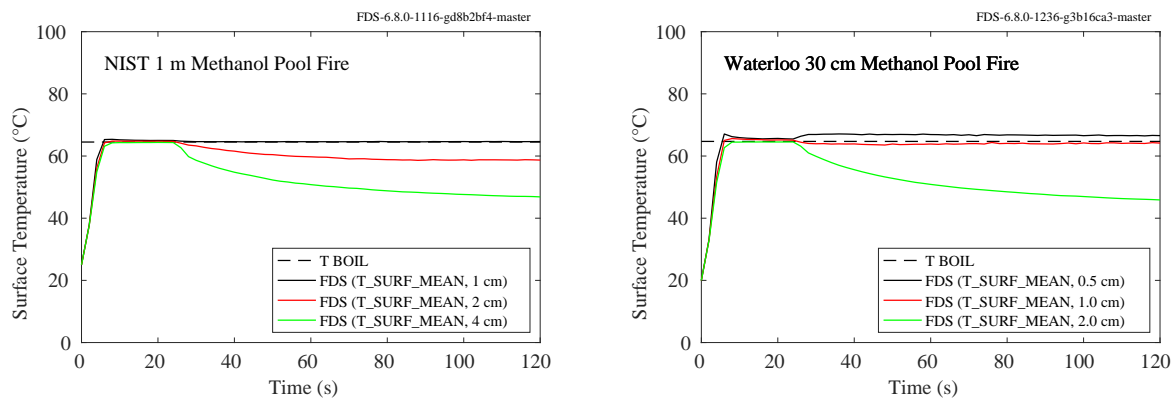 FDS-6.8.0-1116-gd8b2bf4-master
NIST 1 m Methanol Pool Fire
100
80
60
40
20
0
Surface Temperature (°C)
T BOIL
FDS (T_SURF_MEAN, 1 cm)
FDS (T_SURF_MEAN, 2 cm)
FDS (T_SURF_MEAN, 4 cm)
0 20 40 60 80 100 120
Time (s)
FDS-6.8.0-1236-g3b16ca3-master
Waterloo 30 cm Methanol Pool Fire
100
80
60
40
20
0
Surface Temperature (°C)
T BOIL
FDS (T_SURF_MEAN, 0.5 cm)
FDS (T_SURF_MEAN, 1.0 cm)
FDS (T_SURF_MEAN, 2.0 cm)
0 20 40 60 80 100 120
Time (s)